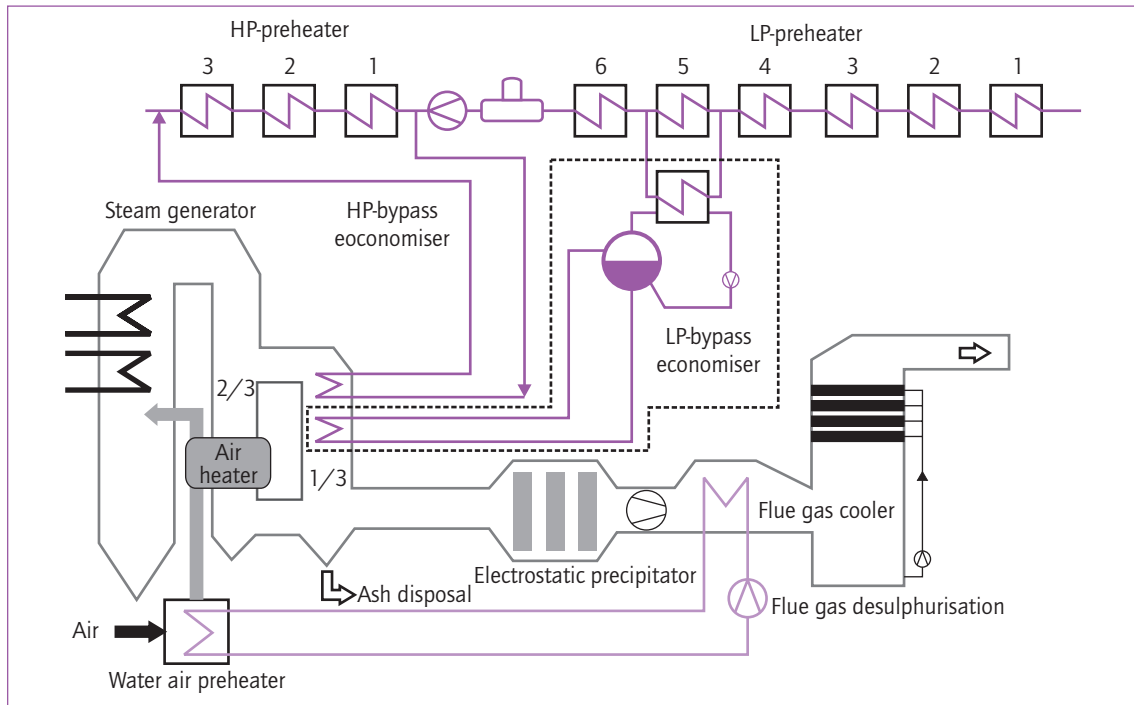 HP-preheater
LP-preheater
3 2 1
6 5 4 3 2 1
Steam generator
HP-bypass
eoconomiser
LP-bypass
economiser
2/3
Air
heater
1/3
Flue gas cooler
Electrostatic precipitator
Ash disposal
Flue gas desulphurisation
Air
Water air preheater